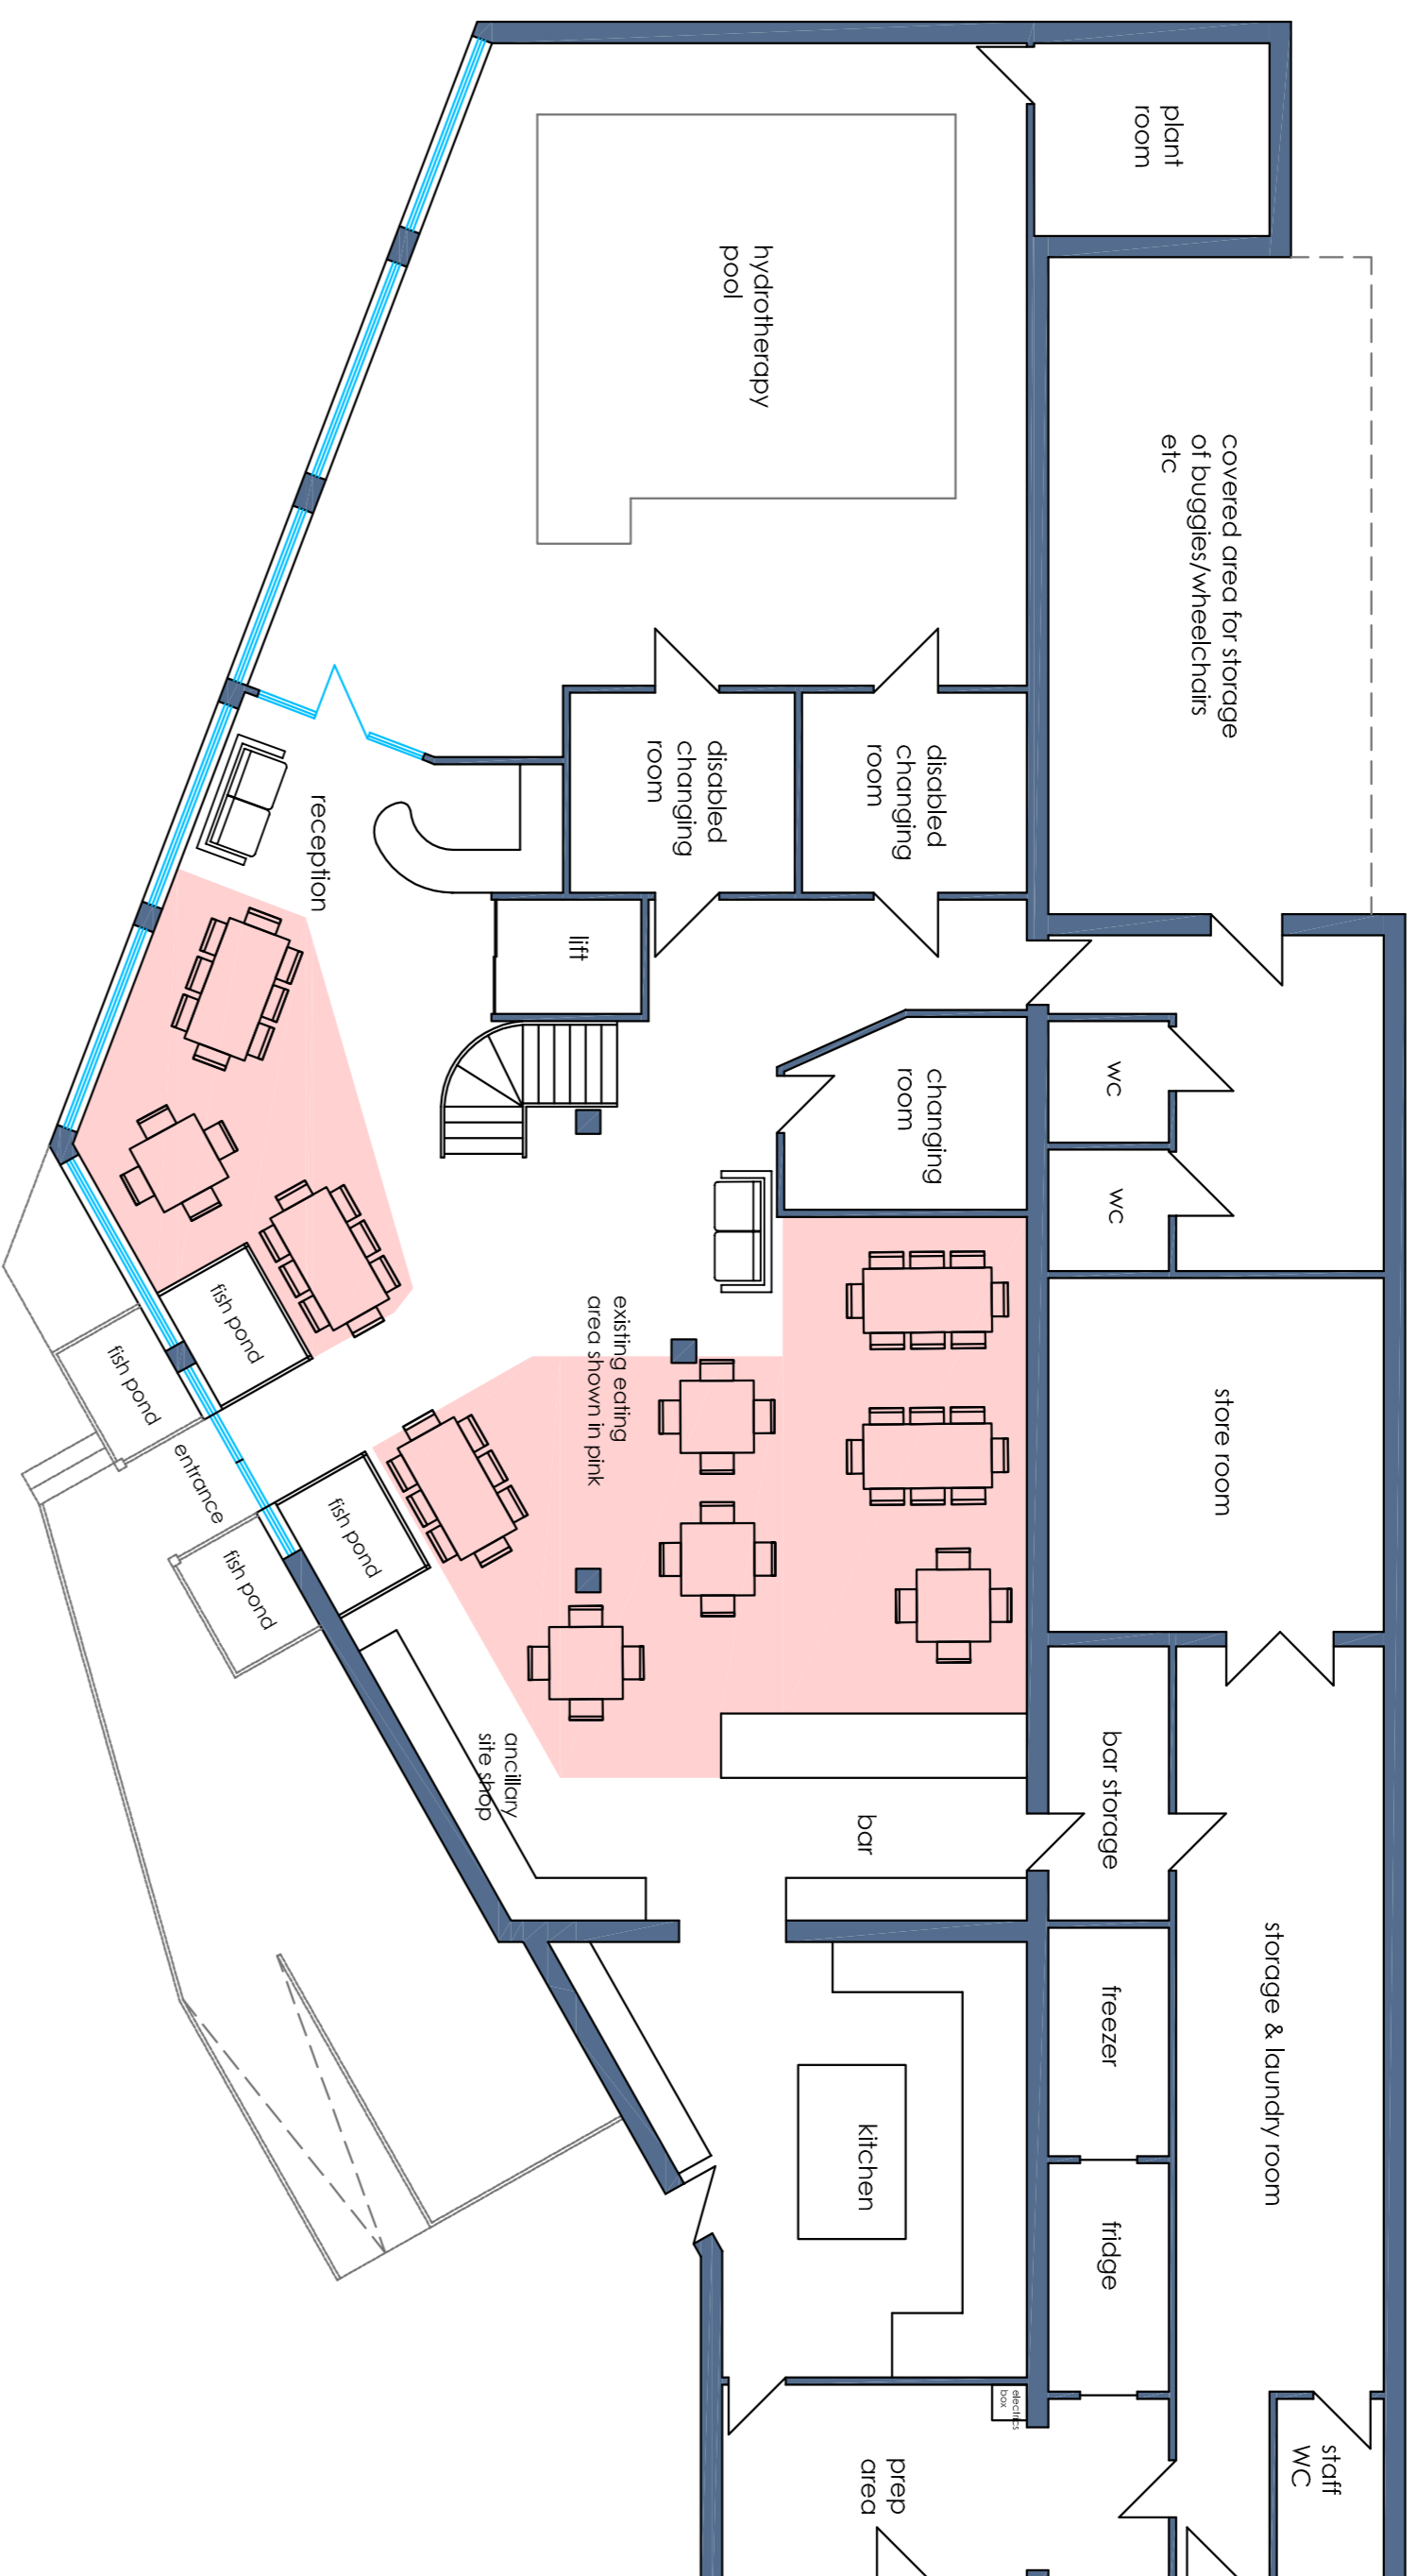 plant
room
covered area for storage
of buggies/wheelchairs
etc
hydrotherapy
pool
disabled
changing
room
disabled
changing
room
reception
lift
changing
room
wc
wc
store room
existing eating
area shown in pink
fish pond
fish pond
entrance
fish pond
fish pond
ancillary
site shop
bar
bar storage
freezer
fridge
storage & laundry room
kitchen
electrics
box
prep
area
staff
WC